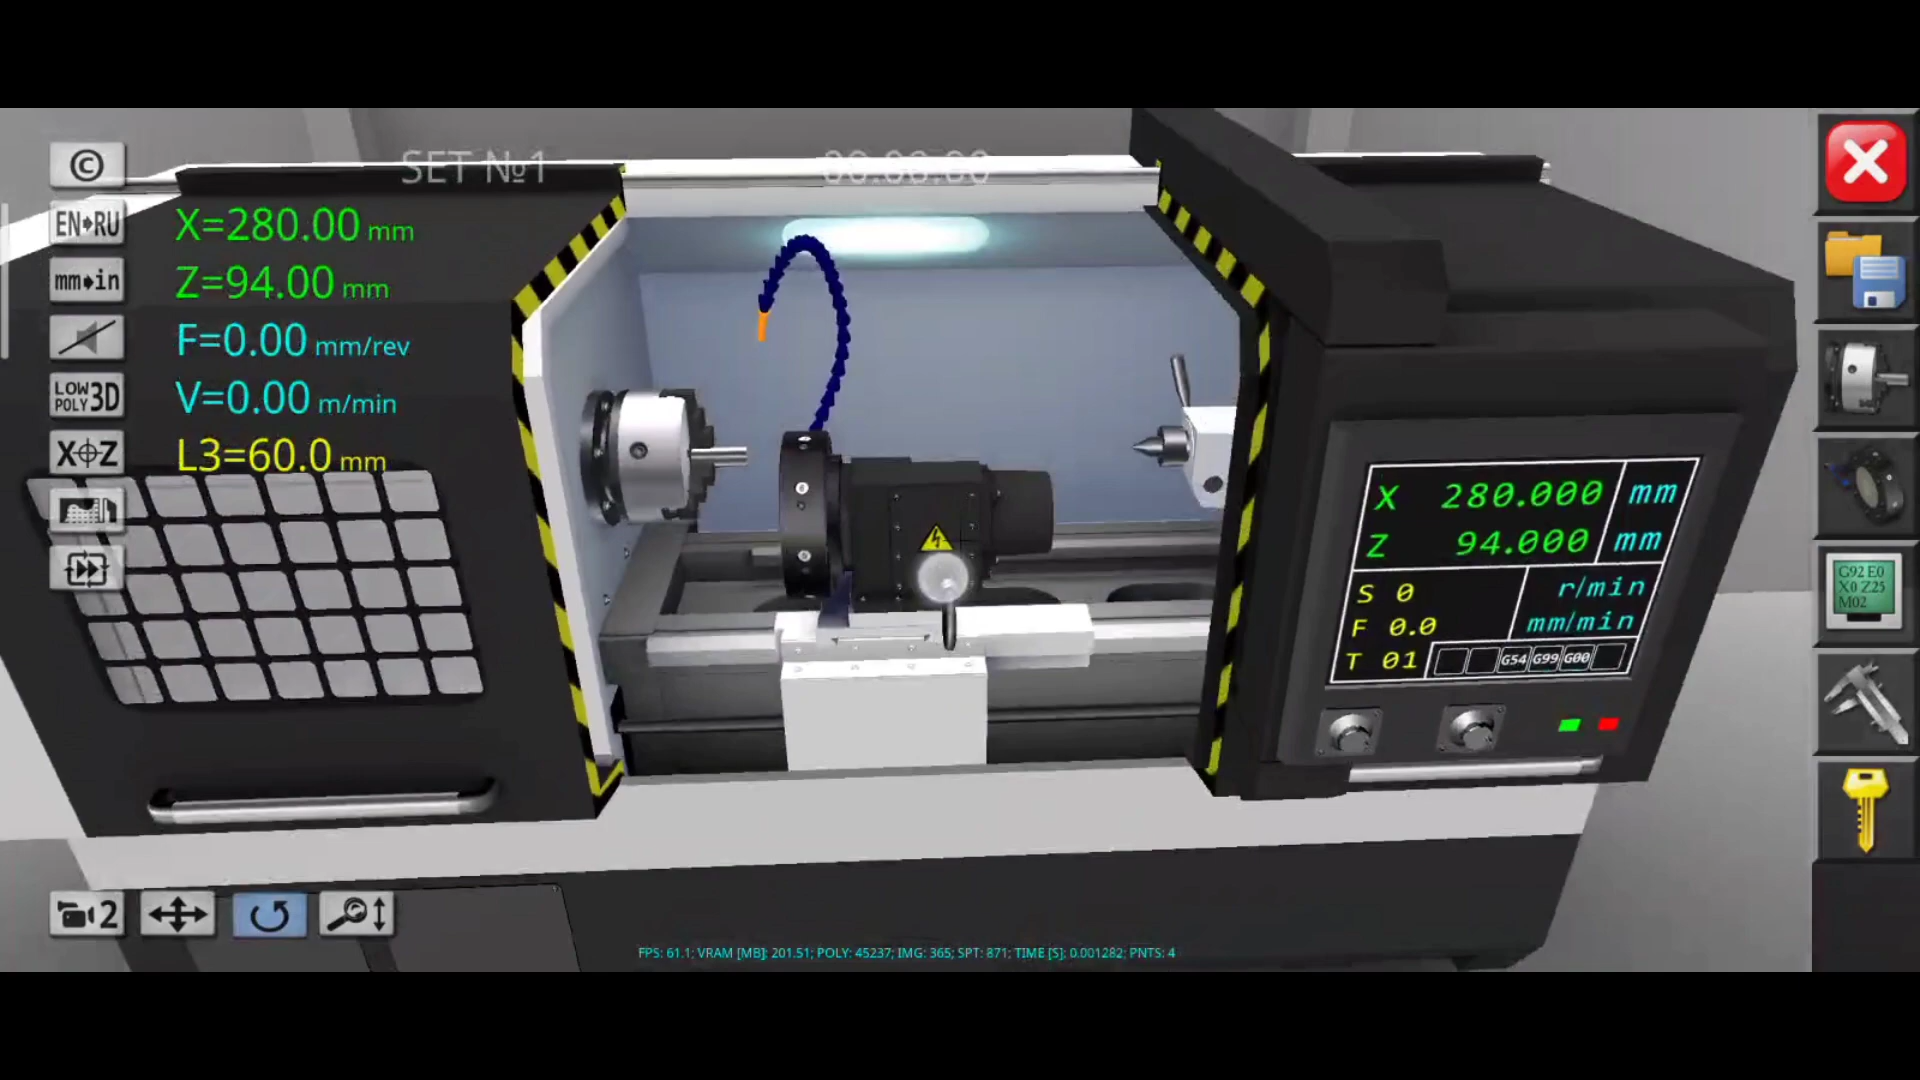 SET №1
00:00:00
©
EN➧RU
X=280.00 mm
mm➧in
Z=94.00 mm
F=0.00 mm/rev
LOW POLY 3D
V=0.00 m/min
X⌖Z
L3=60.0 mm
X 280.000 mm
Z 94.000 mm
S 0 r/min
F 0.0 mm/min
T 01 G54 G99 G00
G92 E0
X0 Z25
M02
2
FPS: 61.1; VRAM [MB]: 201.51; POLY: 45237; IMG: 365; SPT: 871; TIME [S]: 0.001282; PNTS: 4